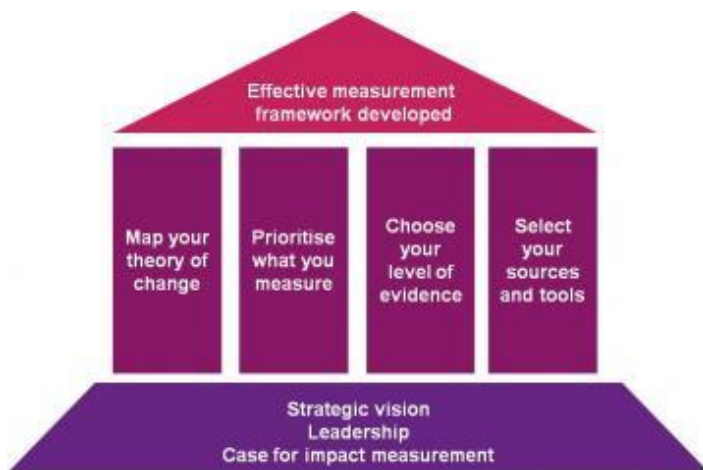 Effective measurement
framework developed
Map your
theory of
change
Prioritise
what you
measure
Choose
your
level of
evidence
Select
your
sources
and tools
Strategic vision
Leadership
Case for impact measurement